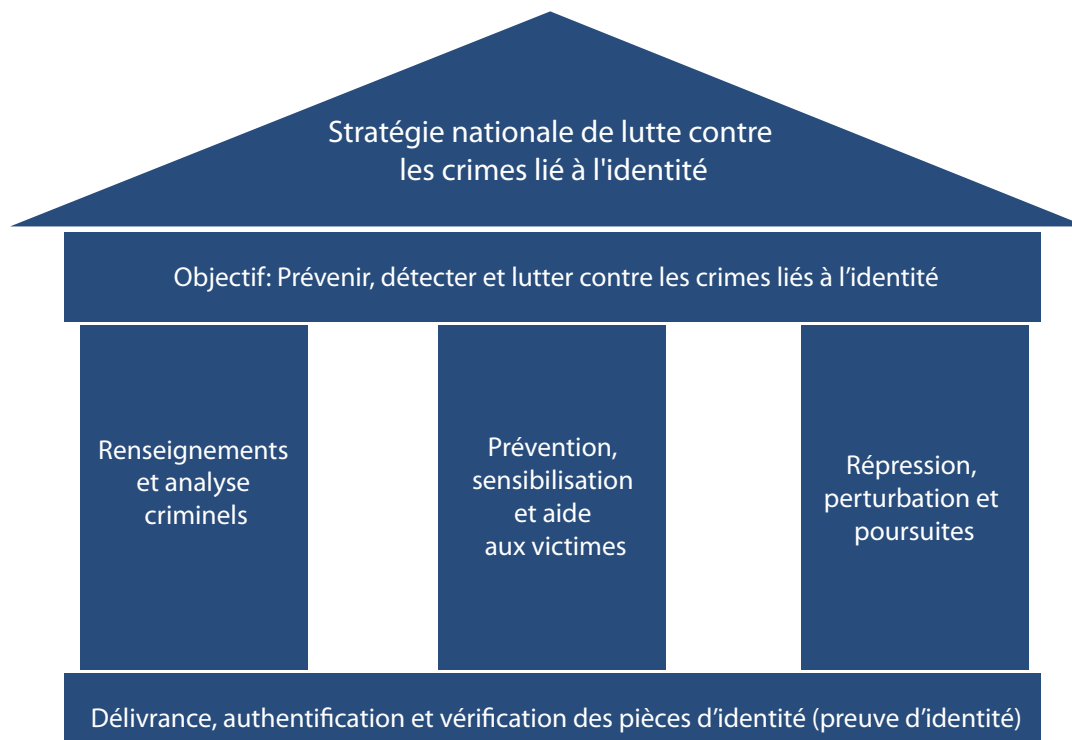 Stratégie nationale de lutte contre
les crimes lié à l'identité
Objectif: Prévenir, détecter et lutter contre les crimes liés à l’identité
Renseignements
et analyse
criminels
Prévention,
sensibilisation
et aide
aux victimes
Répression,
perturbation et
poursuites
Délivrance, authentification et vérification des pièces d’identité (preuve d’identité)